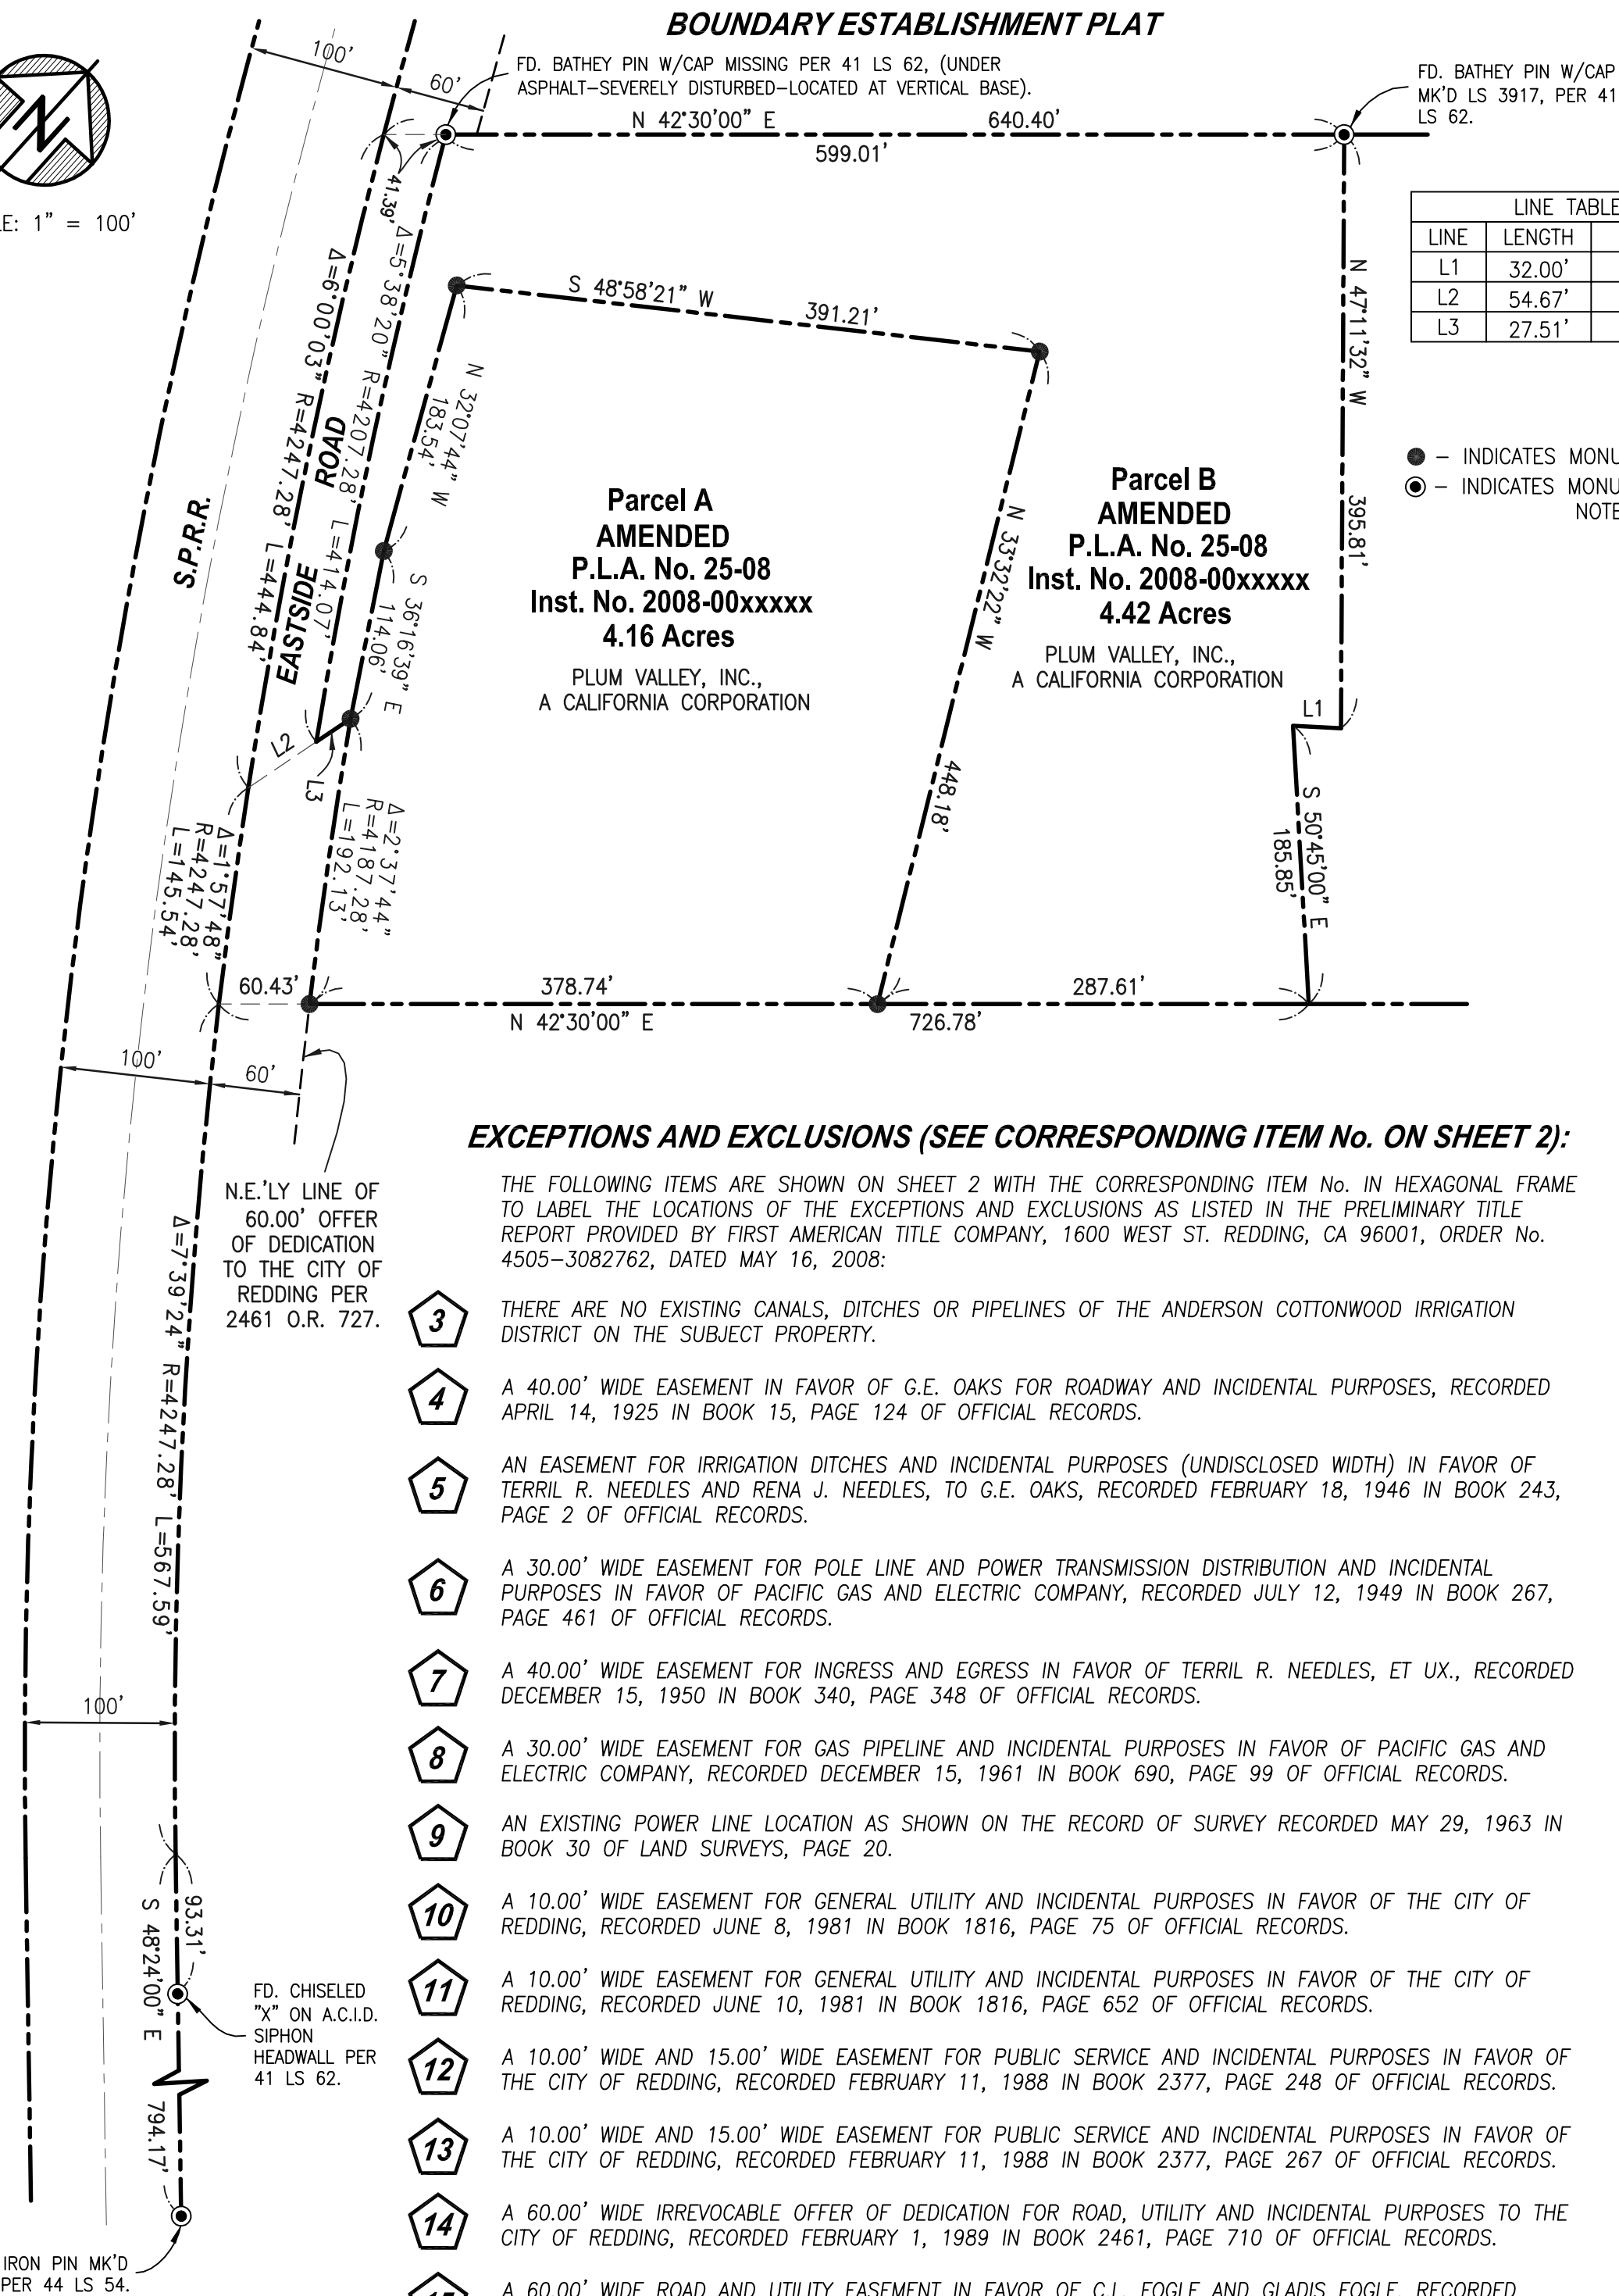 BOUNDARY ESTABLISHMENT PLAT
FD. BATHEY PIN W/CAP MISSING PER 41 LS 62, (UNDER
ASPHALT-SEVERELY DISTURBED-LOCATED AT VERTICAL BASE).
FD. BATHEY PIN W/CAP
MK'D LS 3917, PER 41
LS 62.
100'
60'
N 42°30'00" E 640.40'
599.01'
41.39'
1" = 100'
LINE TABLE
LINE LENGTH
L1 32.00'
L2 54.67'
L3 27.51'
Δ=6°00'03" R=4247.28' L=444.84'
Δ=5°38'20" R=4207.28' L=414.07'
S 48°58'21" W 391.21'
N 47°11'32" W 395.81'
N 32°07'44" W
183.54'
S.P.R.R.
EASTSIDE ROAD
● – INDICATES
◉ – INDICATES
Parcel A
AMENDED
P.L.A. No. 25-08
Inst. No. 2008-00xxxxx
4.16 Acres
PLUM VALLEY, INC.,
A CALIFORNIA CORPORATION
Parcel B
AMENDED
P.L.A. No. 25-08
Inst. No. 2008-00xxxxx
4.42 Acres
PLUM VALLEY, INC.,
A CALIFORNIA CORPORATION
N 33°32'22" W 448.18'
S 36°16'39" E
114.06'
L1
L2
L3
S 50°45'00" E
185.85'
Δ=2°37'44"
R=4187.28'
L=192.13'
Δ=1°57'48"
R=4247.28'
L=145.54'
60.43'
378.74'
287.61'
N 42°30'00" E
726.78'
100'
60'
N.E.'LY LINE OF
60.00' OFFER
OF DEDICATION
TO THE CITY OF
REDDING PER
2461 O.R. 727.
Δ=7°39'24" R=4247.28' L=567.59'
100'
93.31'
S 48°24'00" E
794.17'
FD. CHISELED
"X" ON A.C.I.D.
SIPHON
HEADWALL PER
41 LS 62.
IRON PIN MK'D
PER 44 LS 54.
EXCEPTIONS AND EXCLUSIONS (SEE CORRESPONDING ITEM No. ON SHEET 2):
THE FOLLOWING ITEMS ARE SHOWN ON SHEET 2 WITH THE CORRESPONDING ITEM No. IN HEXAGONAL FRAME
TO LABEL THE LOCATIONS OF THE EXCEPTIONS AND EXCLUSIONS AS LISTED IN THE PRELIMINARY TITLE
REPORT PROVIDED BY FIRST AMERICAN TITLE COMPANY, 1600 WEST ST. REDDING, CA 96001, ORDER No.
4505-3082762, DATED MAY 16, 2008:
3 THERE ARE NO EXISTING CANALS, DITCHES OR PIPELINES OF THE ANDERSON COTTONWOOD IRRIGATION
DISTRICT ON THE SUBJECT PROPERTY.
4 A 40.00' WIDE EASEMENT IN FAVOR OF G.E. OAKS FOR ROADWAY AND INCIDENTAL PURPOSES, RECORDED
APRIL 14, 1925 IN BOOK 15, PAGE 124 OF OFFICIAL RECORDS.
5 AN EASEMENT FOR IRRIGATION DITCHES AND INCIDENTAL PURPOSES (UNDISCLOSED WIDTH) IN FAVOR OF
TERRIL R. NEEDLES AND RENA J. NEEDLES, TO G.E. OAKS, RECORDED FEBRUARY 18, 1946 IN BOOK 243,
PAGE 2 OF OFFICIAL RECORDS.
6 A 30.00' WIDE EASEMENT FOR POLE LINE AND POWER TRANSMISSION DISTRIBUTION AND INCIDENTAL
PURPOSES IN FAVOR OF PACIFIC GAS AND ELECTRIC COMPANY, RECORDED JULY 12, 1949 IN BOOK 267,
PAGE 461 OF OFFICIAL RECORDS.
7 A 40.00' WIDE EASEMENT FOR INGRESS AND EGRESS IN FAVOR OF TERRIL R. NEEDLES, ET UX., RECORDED
DECEMBER 15, 1950 IN BOOK 340, PAGE 348 OF OFFICIAL RECORDS.
8 A 30.00' WIDE EASEMENT FOR GAS PIPELINE AND INCIDENTAL PURPOSES IN FAVOR OF PACIFIC GAS AND
ELECTRIC COMPANY, RECORDED DECEMBER 15, 1961 IN BOOK 690, PAGE 99 OF OFFICIAL RECORDS.
9 AN EXISTING POWER LINE LOCATION AS SHOWN ON THE RECORD OF SURVEY RECORDED MAY 29, 1963 IN
BOOK 30 OF LAND SURVEYS, PAGE 20.
10 A 10.00' WIDE EASEMENT FOR GENERAL UTILITY AND INCIDENTAL PURPOSES IN FAVOR OF THE CITY OF
REDDING, RECORDED JUNE 8, 1981 IN BOOK 1816, PAGE 75 OF OFFICIAL RECORDS.
11 A 10.00' WIDE EASEMENT FOR GENERAL UTILITY AND INCIDENTAL PURPOSES IN FAVOR OF THE CITY OF
REDDING, RECORDED JUNE 10, 1981 IN BOOK 1816, PAGE 652 OF OFFICIAL RECORDS.
12 A 10.00' WIDE AND 15.00' WIDE EASEMENT FOR PUBLIC SERVICE AND INCIDENTAL PURPOSES IN FAVOR OF
THE CITY OF REDDING, RECORDED FEBRUARY 11, 1988 IN BOOK 2377, PAGE 248 OF OFFICIAL RECORDS.
13 A 10.00' WIDE AND 15.00' WIDE EASEMENT FOR PUBLIC SERVICE AND INCIDENTAL PURPOSES IN FAVOR OF
THE CITY OF REDDING, RECORDED FEBRUARY 11, 1988 IN BOOK 2377, PAGE 267 OF OFFICIAL RECORDS.
14 A 60.00' WIDE IRREVOCABLE OFFER OF DEDICATION FOR ROAD, UTILITY AND INCIDENTAL PURPOSES TO THE
CITY OF REDDING, RECORDED FEBRUARY 1, 1989 IN BOOK 2461, PAGE 710 OF OFFICIAL RECORDS.
A 60.00' WIDE ROAD AND UTILITY EASEMENT IN FAVOR OF C.L. FOGLE AND GLADIS FOGLE, RECORDED